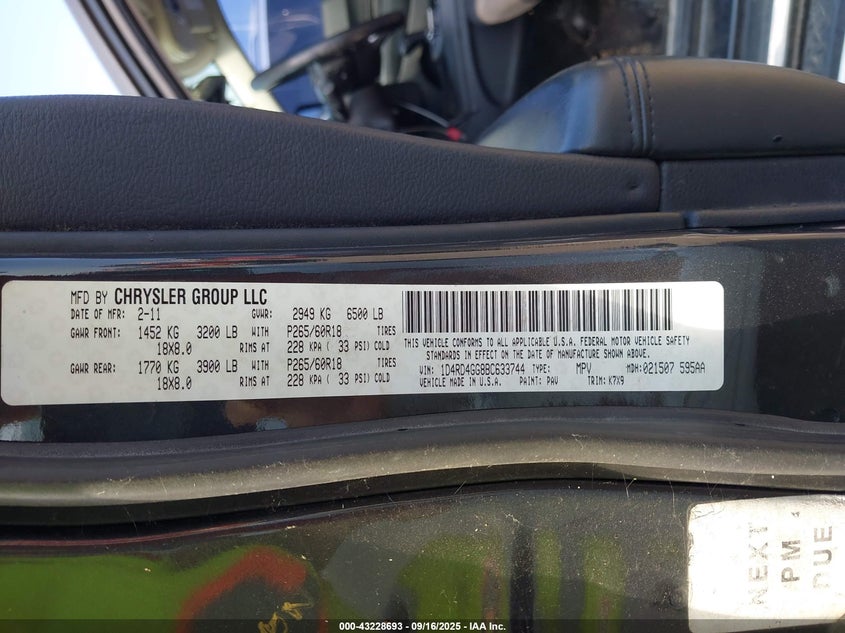 MFD BY CHRYSLER GROUP LLC
DATE OF MFR: 2-11 GVWR: 2949 KG 6500 LB
GAWR FRONT: 1452 KG 3200 LB WITH P265/60R18 TIRES
18X8.0 RIMS AT 228 KPA ( 33 PSI) COLD
GAWR REAR: 1770 KG 3900 LB WITH P265/60R18 TIRES
18X8.0 RIMS AT 228 KPA ( 33 PSI) COLD
THIS VEHICLE CONFORMS TO ALL APPLICABLE U.S.A. FEDERAL MOTOR VEHICLE SAFETY
STANDARDS IN EFFECT ON THE DATE OF MANUFACTURE SHOWN ABOVE.
VIN: 1D4RD4GG8BC633744 TYPE: MPV MDH:021507 595AA
VEHICLE MADE IN U.S.A. PAINT: PAV TRIM: K7X9
NEXT
PM
DUE
000-43228693 - 09/16/2025 - IAA Inc.